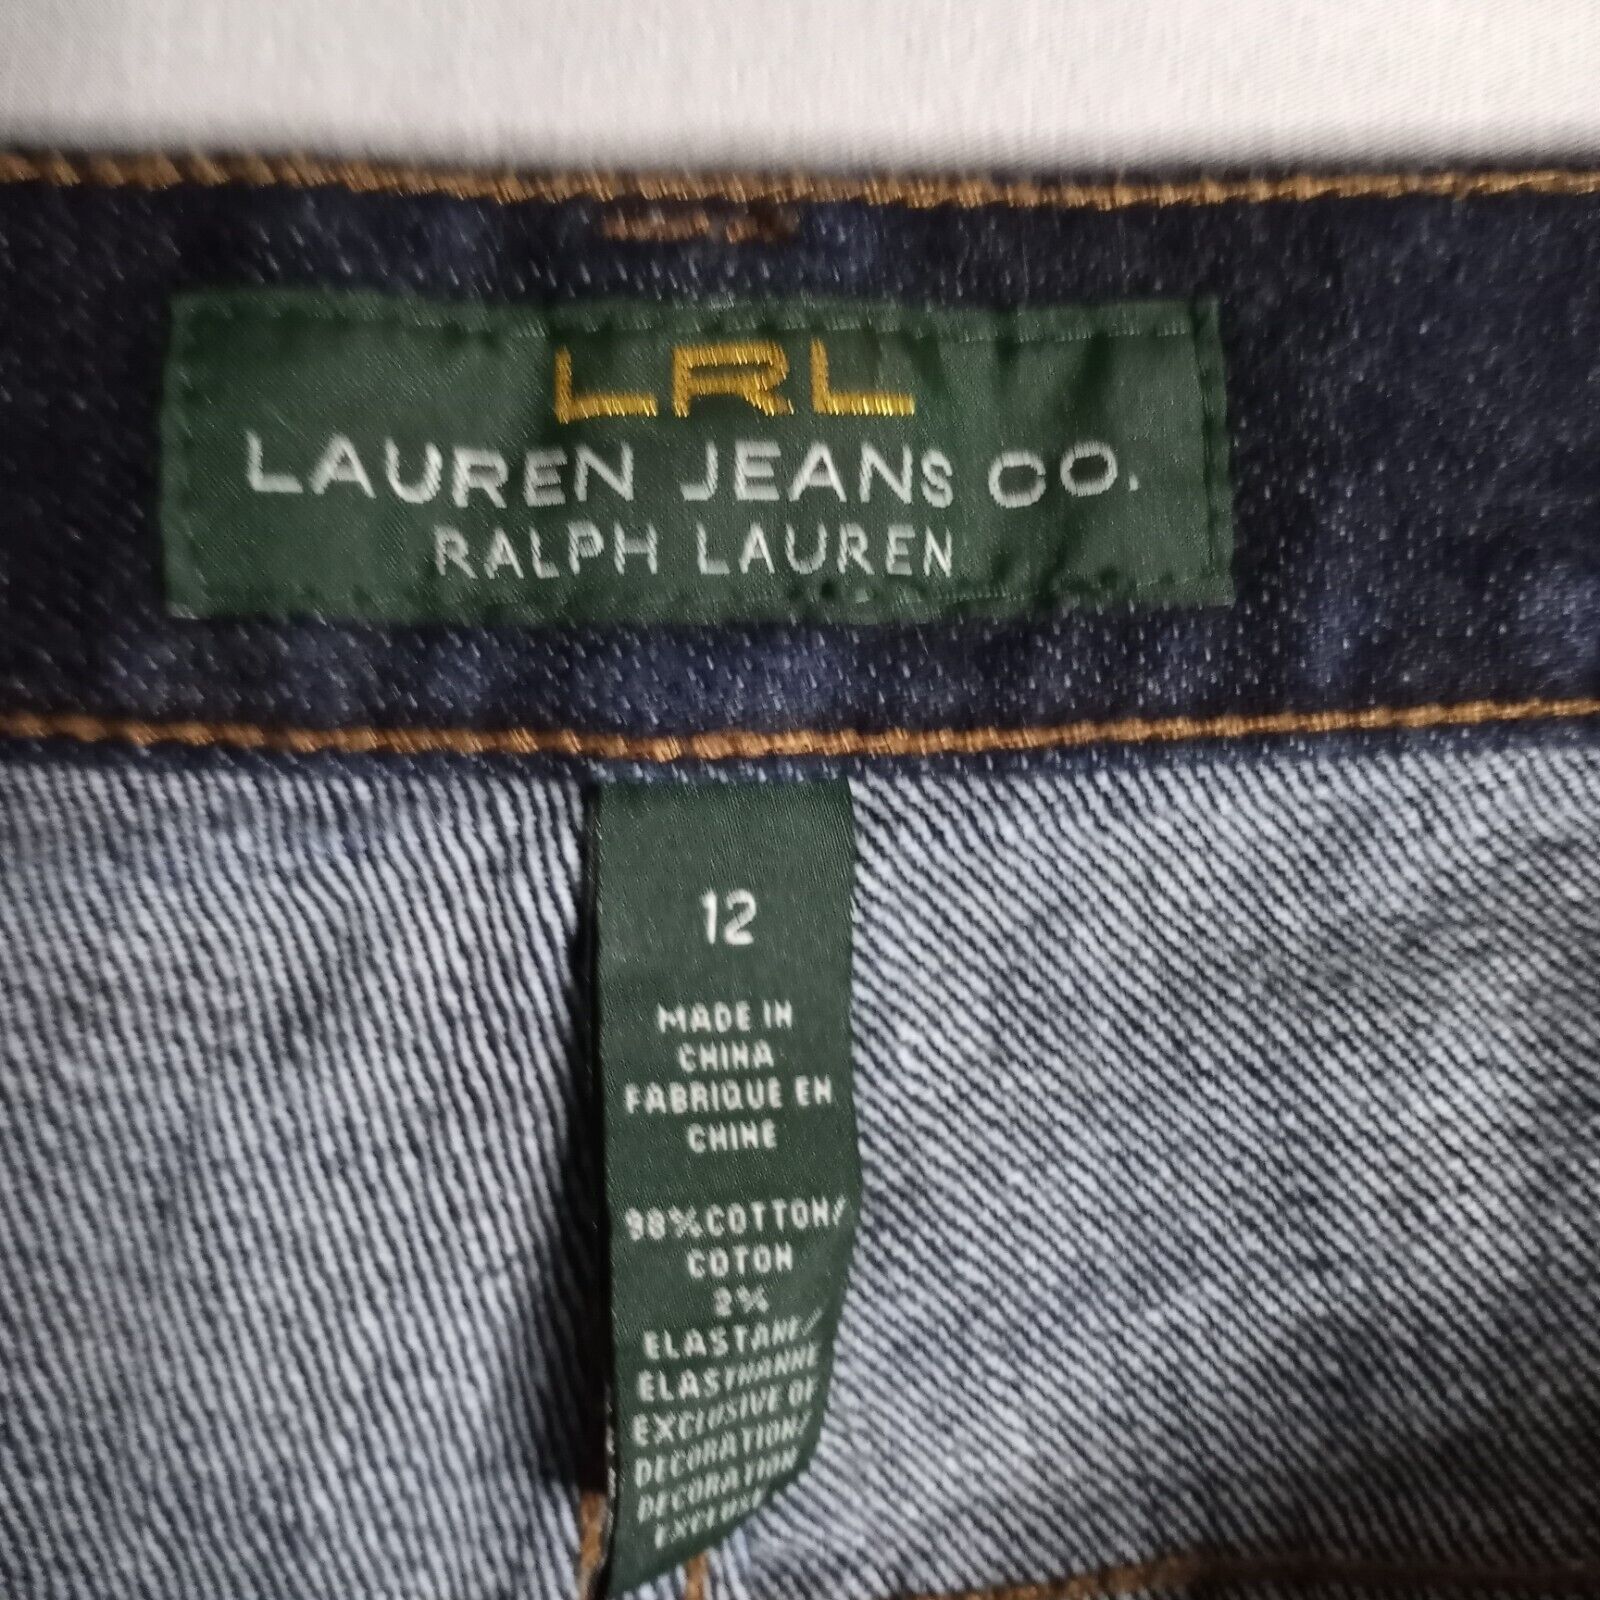 LRL
LAUREN JEANS CO.
RALPH LAUREN
12
MADE IN
CHINA
FABRIQUE EN
CHINE
98% COTTON/
COTON
2%
ELASTANE/
ELASTHANNE
EXCLUSIVE OF
DECORATION/
DECORATION
EXCLUSE